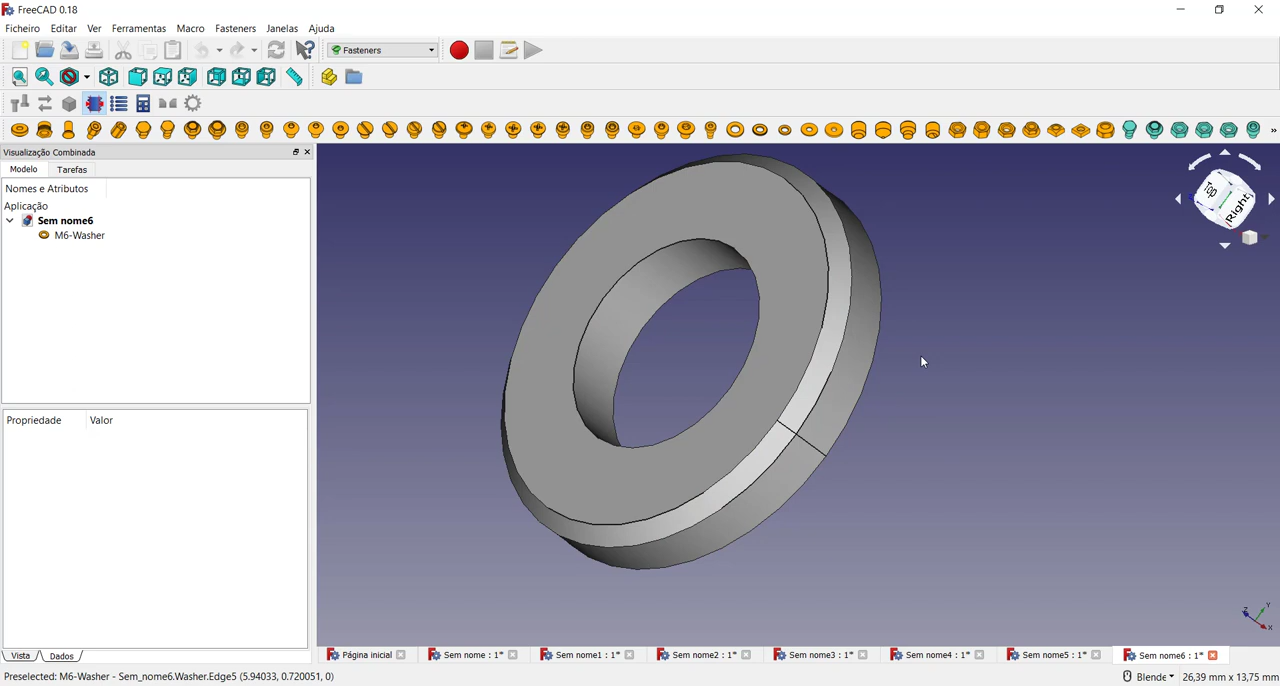 FreeCAD 0.18
Ficheiro Editar Ver Ferramentas Macro Fasteners Janelas Ajuda
Fasteners
Visualização Combinada
Modelo Tarefas
Nomes e Atributos
Aplicação
Sem nome6
M6-Washer
Top
Right
Propriedade Valor
Z Y X
Vista Dados
Página inicial Sem nome : 1* Sem nome1 : 1* Sem nome2 : 1* Sem nome3 : 1* Sem nome4 : 1* Sem nome5 : 1* Sem nome6 : 1*
Preselected: M6-Washer - Sem_nome6.Washer.Edge5 (5.94033, 0.720051, 0) Blende 26,39 mm x 13,75 mm